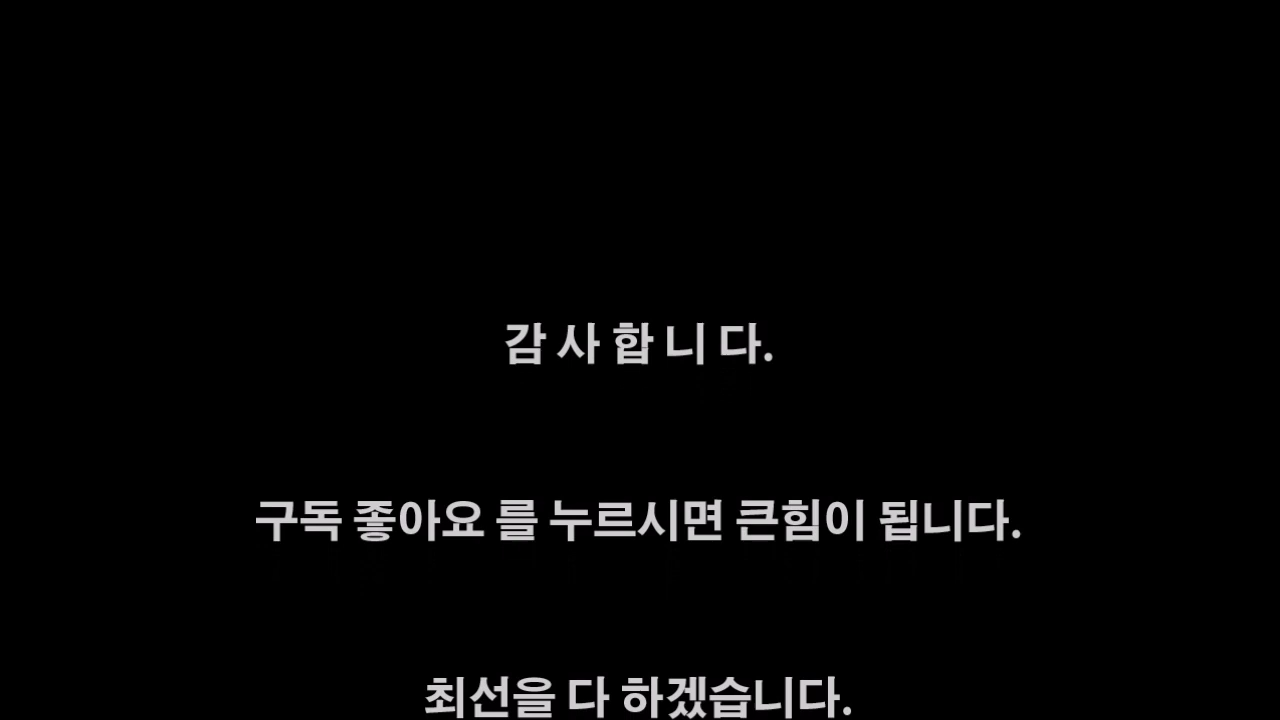 감 사 합 니 다.
구독 좋아요 를 누르시면 큰힘이 됩니다.
최선을 다 하겠습니다.